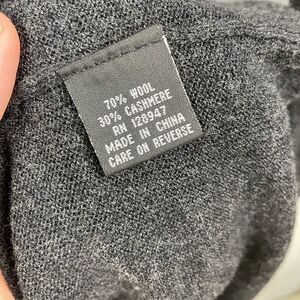 70% WOOL
30% CASHMERE
RN 128947
MADE IN CHINA
CARE ON REVERSE